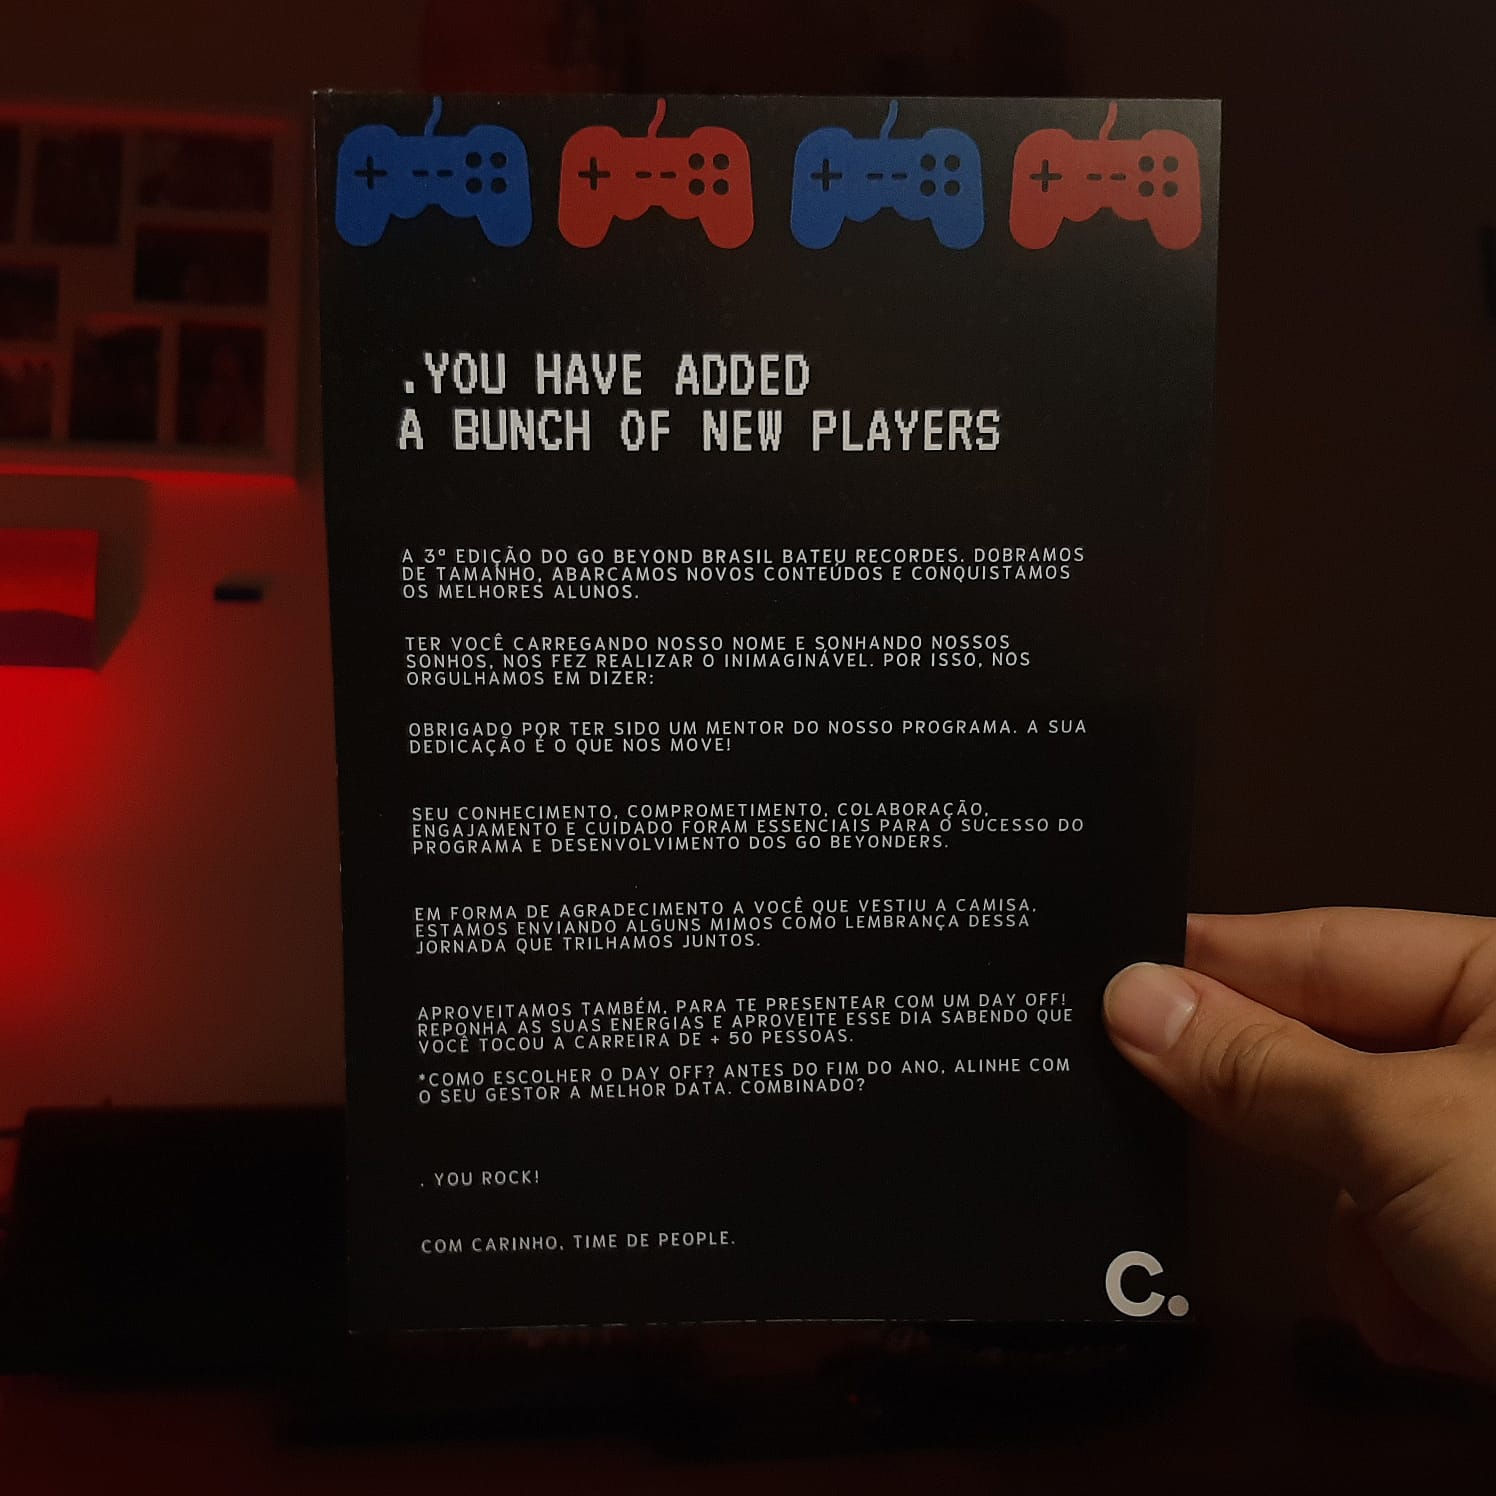 .YOU HAVE ADDED
A BUNCH OF NEW PLAYERS
A 3ª EDIÇÃO DO GO BEYOND BRASIL BATEU RECORDES. DOBRAMOS
DE TAMANHO, ABARCAMOS NOVOS CONTEÚDOS E CONQUISTAMOS
OS MELHORES ALUNOS.
TER VOCÊ CARREGANDO NOSSO NOME E SONHANDO NOSSOS
SONHOS, NOS FEZ REALIZAR O INIMAGINÁVEL. POR ISSO, NOS
ORGULHAMOS EM DIZER:
OBRIGADO POR TER SIDO UM MENTOR DO NOSSO PROGRAMA. A SUA
DEDICAÇÃO É O QUE NOS MOVE!
SEU CONHECIMENTO, COMPROMETIMENTO, COLABORAÇÃO,
ENGAJAMENTO E CUIDADO FORAM ESSENCIAIS PARA O SUCESSO DO
PROGRAMA E DESENVOLVIMENTO DOS GO BEYONDERS.
EM FORMA DE AGRADECIMENTO A VOCÊ QUE VESTIU A CAMISA,
ESTAMOS ENVIANDO ALGUNS MIMOS COMO LEMBRANÇA DESSA
JORNADA QUE TRILHAMOS JUNTOS.
APROVEITAMOS TAMBÉM, PARA TE PRESENTEAR COM UM DAY OFF!
REPONHA AS SUAS ENERGIAS E APROVEITE ESSE DIA SABENDO QUE
VOCÊ TOCOU A CARREIRA DE + 50 PESSOAS.
*COMO ESCOLHER O DAY OFF? ANTES DO FIM DO ANO, ALINHE COM
O SEU GESTOR A MELHOR DATA. COMBINADO?
. YOU ROCK!
COM CARINHO, TIME DE PEOPLE.
C.